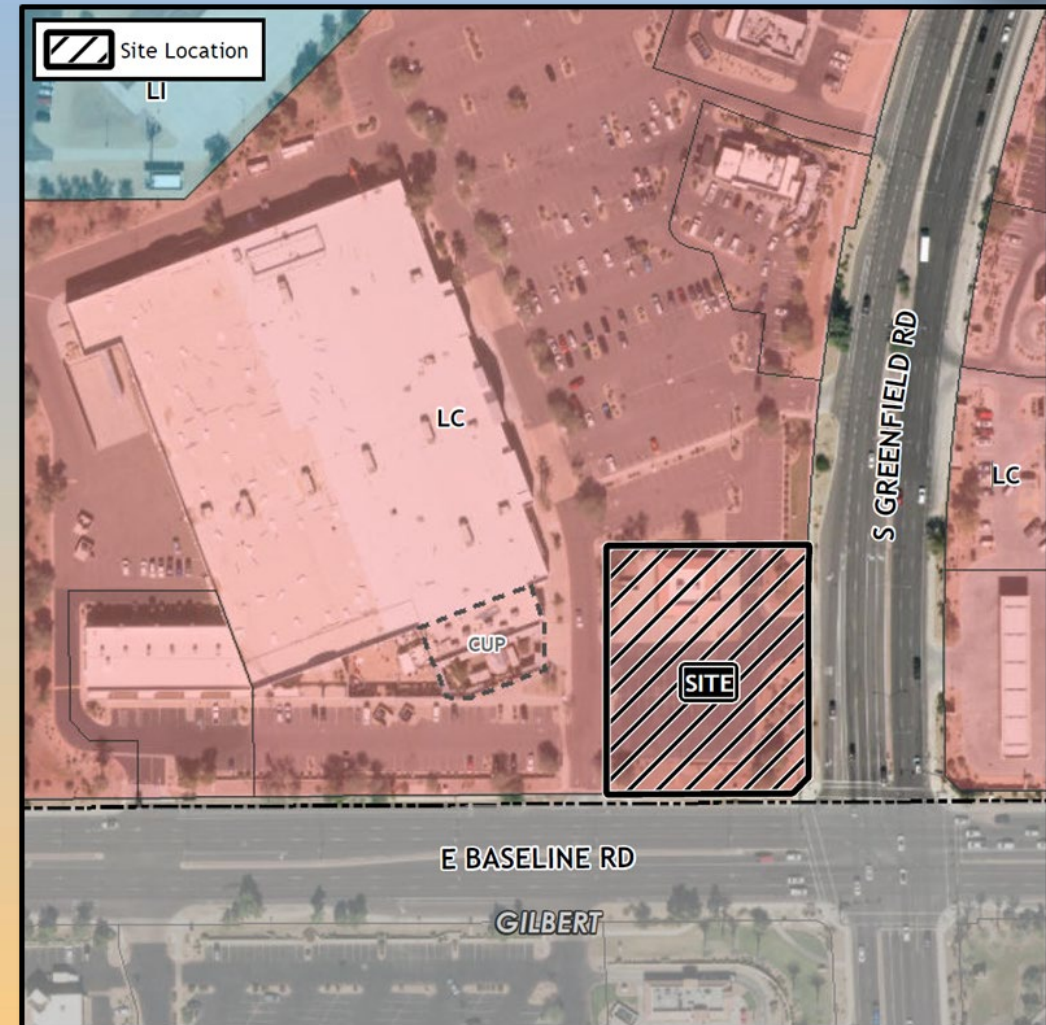 Site Location
LI
LC
S GREENFIELD RD
LC
CUP
SITE
E BASELINE RD
GILBERT